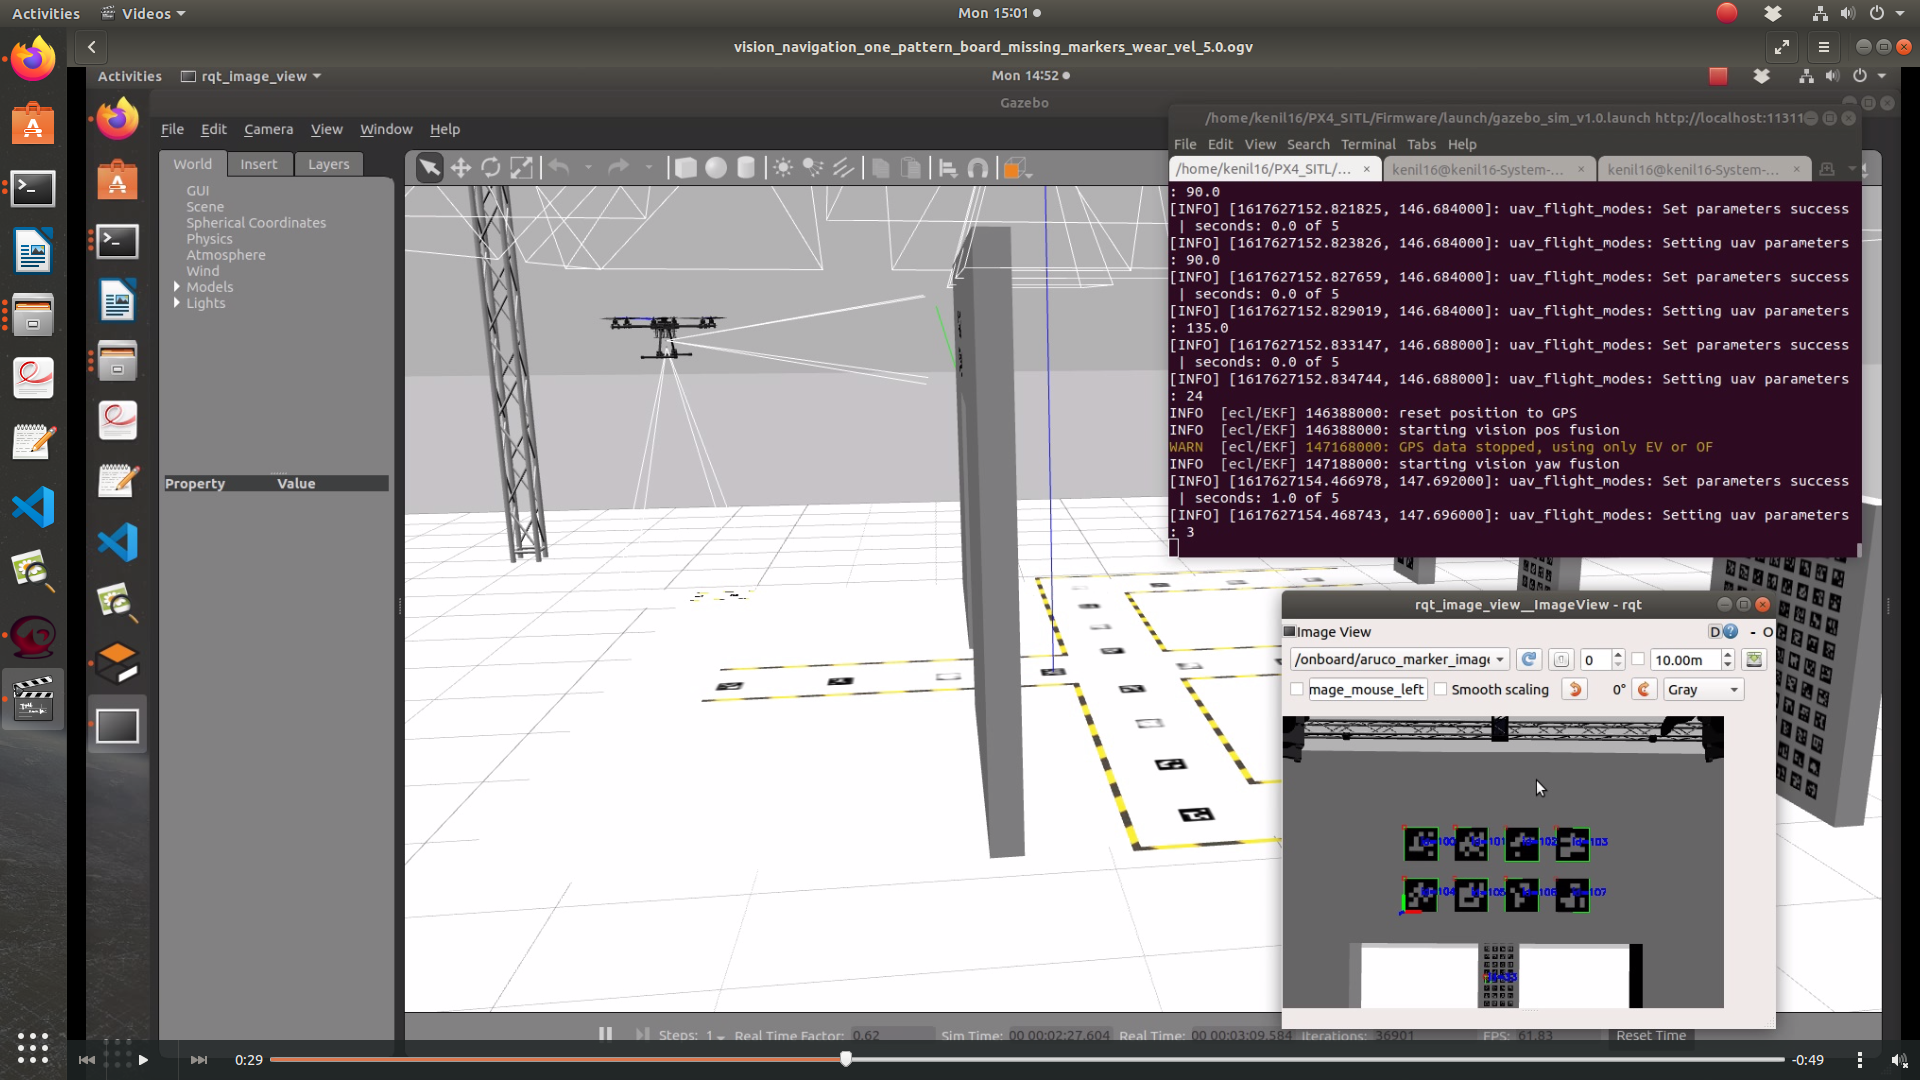 Activities Videos Mon 15:01
vision_navigation_one_pattern_board_missing_markers_wear_vel_5.0.ogv
Activities rqt_image_view Mon 14:52
Gazebo
File Edit Camera View Window Help
World Insert Layers
GUI
Scene
Spherical Coordinates
Physics
Atmosphere
Wind
Models
Lights
Property Value
/home/kenil16/PX4_SITL/Firmware/launch/gazebo_sim_v1.0.launch http://localhost:11311
File Edit View Search Terminal Tabs Help
/home/kenil16/PX4_SITL/... × kenil16@kenil16-System-... × kenil16@kenil16-System-... ×
: 90.0
[INFO] [1617627152.821825, 146.684000]: uav_flight_modes: Set parameters success
| seconds: 0.0 of 5
[INFO] [1617627152.823826, 146.684000]: uav_flight_modes: Setting uav parameters
: 90.0
[INFO] [1617627152.827659, 146.684000]: uav_flight_modes: Set parameters success
| seconds: 0.0 of 5
[INFO] [1617627152.829019, 146.684000]: uav_flight_modes: Setting uav parameters
: 135.0
[INFO] [1617627152.833147, 146.688000]: uav_flight_modes: Set parameters success
| seconds: 0.0 of 5
[INFO] [1617627152.834744, 146.688000]: uav_flight_modes: Setting uav parameters
: 24
INFO [ecl/EKF] 146388000: reset position to GPS
INFO [ecl/EKF] 146388000: starting vision pos fusion
WARN [ecl/EKF] 147168000: GPS data stopped, using only EV or OF
INFO [ecl/EKF] 147188000: starting vision yaw fusion
[INFO] [1617627154.466978, 147.692000]: uav_flight_modes: Set parameters success
| seconds: 1.0 of 5
[INFO] [1617627154.468743, 147.696000]: uav_flight_modes: Setting uav parameters
: 3
rqt_image_view__ImageView - rqt
Image View D - O
/onboard/aruco_marker_image 0 10.00m
mage_mouse_left Smooth scaling 0° Gray
id=100 id=101 id=102 id=103
id=104 id=105 id=106 id=107
Steps: 1 Real Time Factor: 0.62 Sim Time: 00 00:02:27.604 Real Time: 00 00:03:09.584 Iterations: 36901 FPS: 61.83 Reset Time
0:29 -0:49